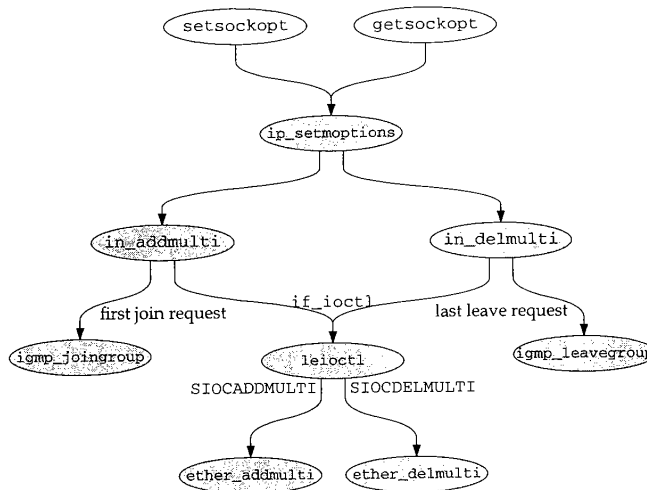 setsockopt
getsockopt
ip_setmoptions
in_addmulti
in_delmulti
if_ioctl
first join request
last leave request
igmp_joingroup
leioctl
igmp_leavegroup
SIOCADDMULTI
SIOCDELMULTI
ether_addmulti
ether_delmulti